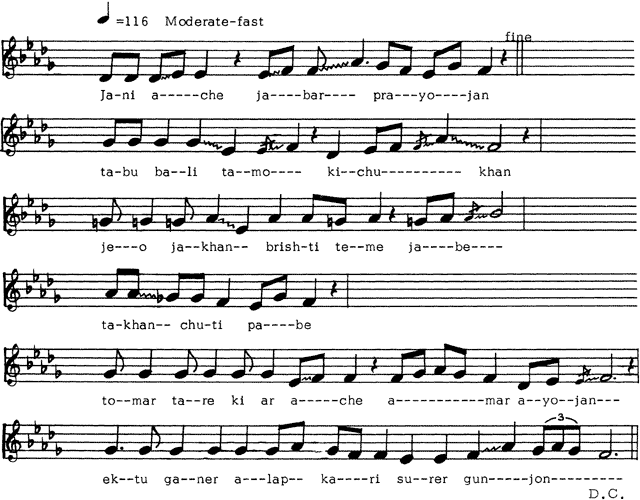 =116 Moderate-fast
fine
Ja-ni a-----che ja-bar---- pra---yo--jan
ta-bu ba-li ta-mo---- ki-chu---------- khan
je---o ja-khan-- brish-ti te-me ja----be----
ta-khan-- chu-ti pa----be
to-mar ta--re ki ar a----che a-----------mar a-yo-jan---
3
ek--tu ga--ner a--lap-- ka---ri su--rer gun---jon----------
D.C.